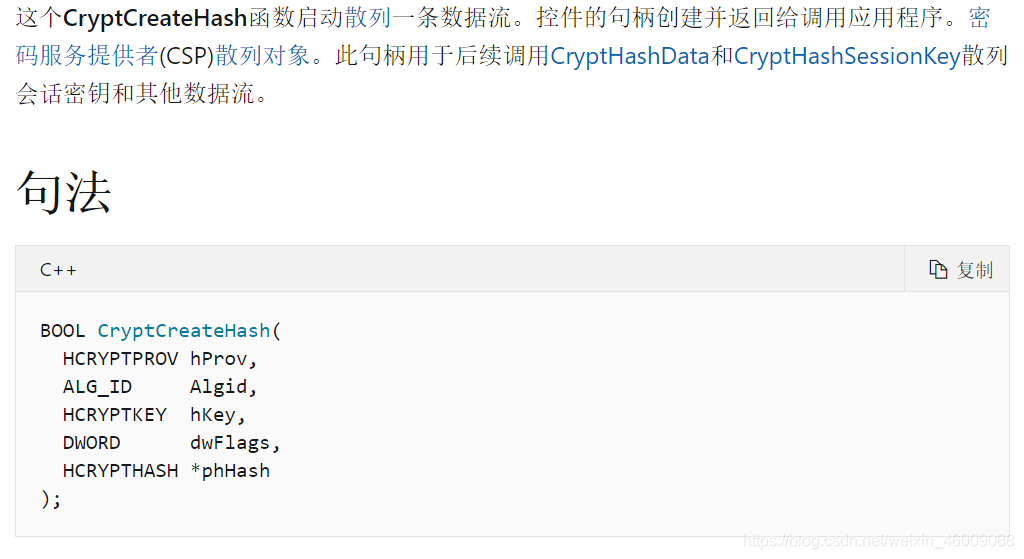 这个CryptCreateHash函数启动散列一条数据流。控件的句柄创建并返回给调用应用程序。密
码服务提供者(CSP)散列对象。此句柄用于后续调用CryptHashData和CryptHashSessionKey散列
会话密钥和其他数据流。
句法
C++ 复制
BOOL CryptCreateHash(
  HCRYPTPROV hProv,
  ALG_ID     Algid,
  HCRYPTKEY  hKey,
  DWORD      dwFlags,
  HCRYPTHASH *phHash
);
https://blog.csdn.net/weixin_46009088